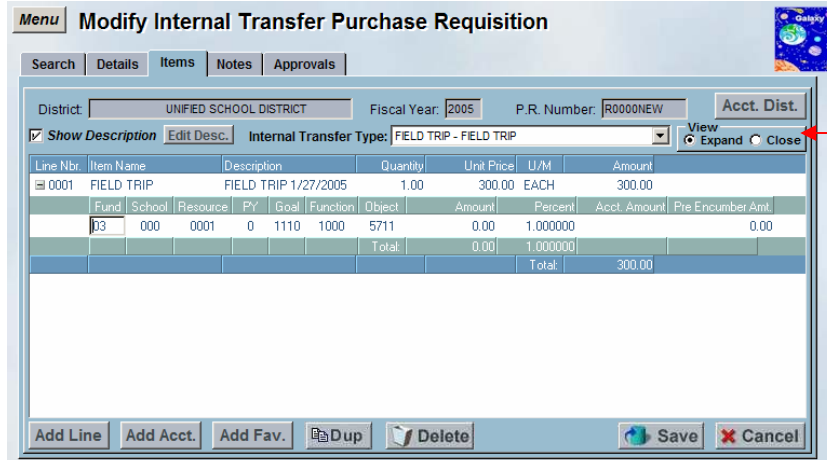 Menu Modify Internal Transfer Purchase Requisition
Galaxy
Search Details Items Notes Approvals
District: UNIFIED SCHOOL DISTRICT Fiscal Year: 2005 P.R. Number: R0000NEW Acct. Dist.
Show Description Edit Desc. Internal Transfer Type: FIELD TRIP - FIELD TRIP View Expand Close
Line Nbr. Item Name Description Quantity Unit Price U/M Amount
0001 FIELD TRIP FIELD TRIP 1/27/2005 1.00 300.00 EACH 300.00
Fund School Resource PY Goal Function Object Amount Percent Acct. Amount Pre Encumber Amt.
03 000 0001 0 1110 1000 5711 0.00 1.000000 0.00
Total: 0.00 1.000000
Total: 300.00
Add Line Add Acct. Add Fav. Dup Delete Save Cancel